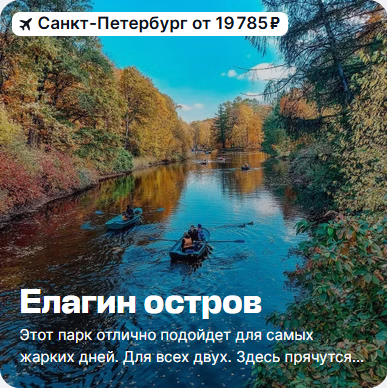 Санкт-Петербург от 19 785 ₽
Елагин остров
Этот парк отлично подойдет для самых
жарких дней. Для всех двух. Здесь прячутся...